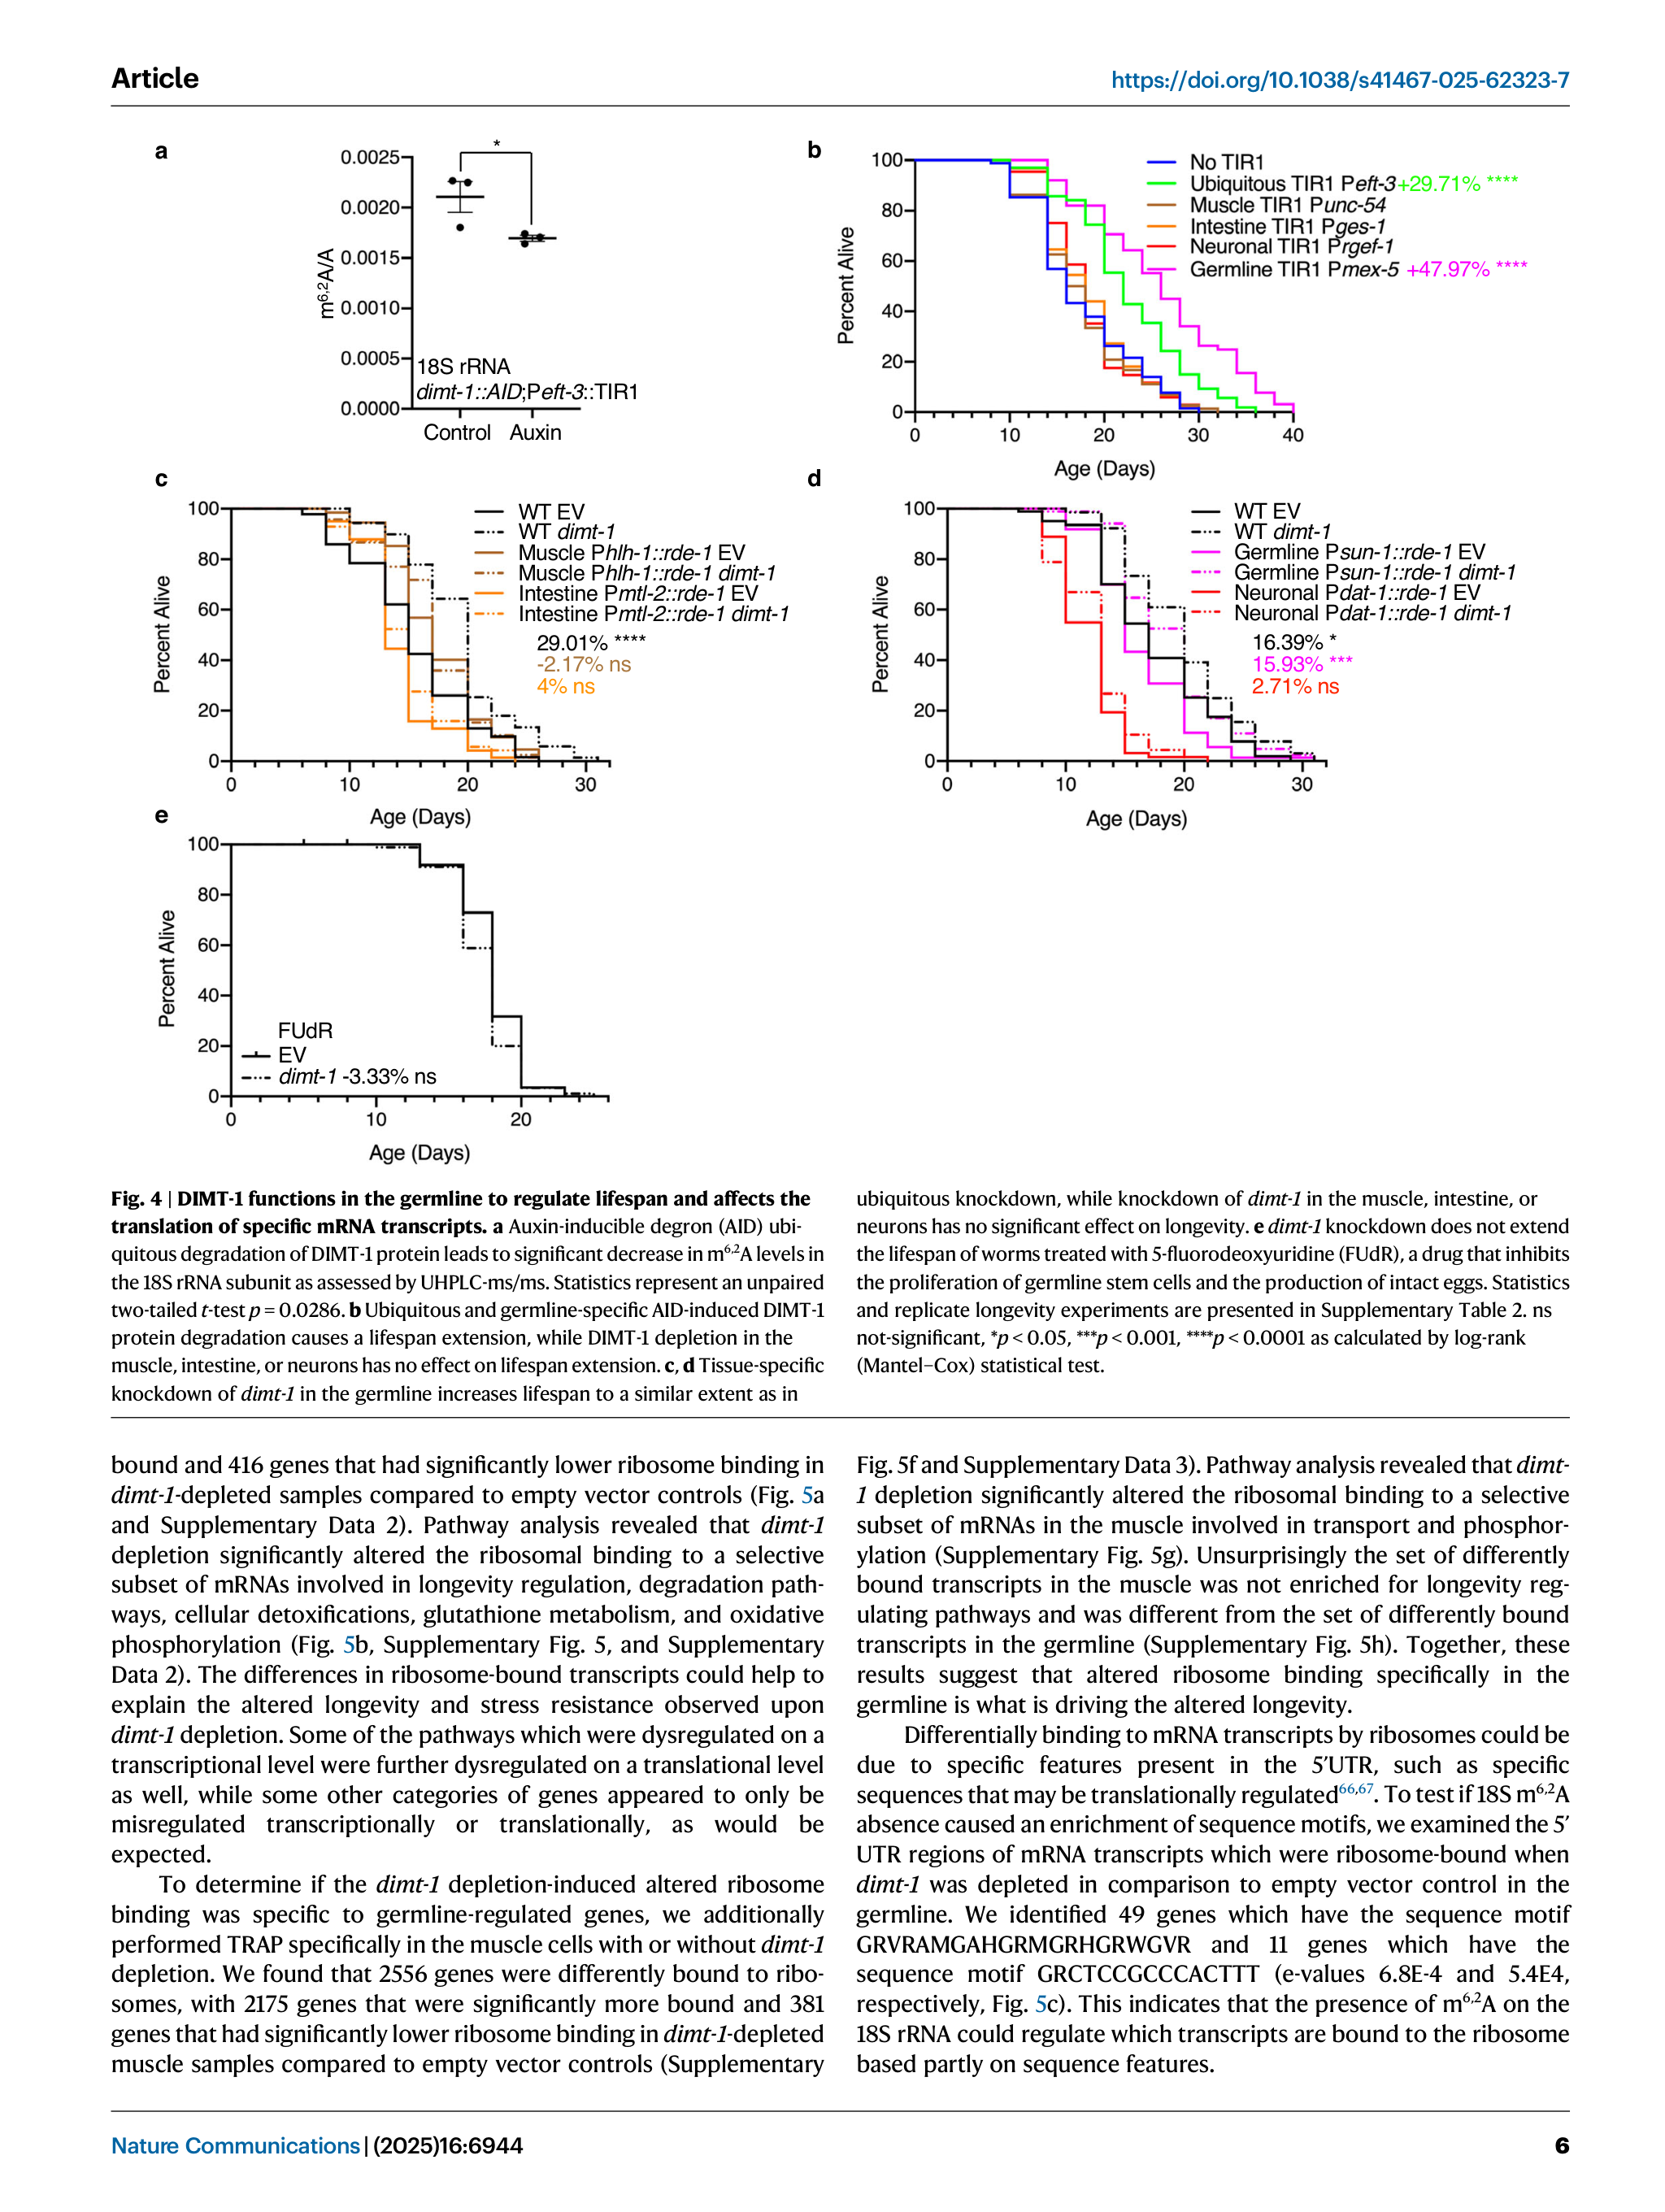 Article
https://doi.org/10.1038/s41467-025-62323-7
a
0.0025
0.0020
0.0015
0.0010
0.0005
0.0000
m6,2A/A
*
18S rRNA
dimt-1::AID;Peft-3::TIR1
Control Auxin
b
100
80
60
40
20
0
Percent Alive
0 10 20 30 40
Age (Days)
No TIR1
Ubiquitous TIR1 Peft-3 +29.71% ****
Muscle TIR1 Punc-54
Intestine TIR1 Pges-1
Neuronal TIR1 Prgef-1
Germline TIR1 Pmex-5 +47.97% ****
c
100
80
60
40
20
0
Percent Alive
0 10 20 30
Age (Days)
WT EV
WT dimt-1
Muscle Phlh-1::rde-1 EV
Muscle Phlh-1::rde-1 dimt-1
Intestine Pmtl-2::rde-1 EV
Intestine Pmtl-2::rde-1 dimt-1
29.01% ****
-2.17% ns
4% ns
d
100
80
60
40
20
0
Percent Alive
0 10 20 30
Age (Days)
WT EV
WT dimt-1
Germline Psun-1::rde-1 EV
Germline Psun-1::rde-1 dimt-1
Neuronal Pdat-1::rde-1 EV
Neuronal Pdat-1::rde-1 dimt-1
16.39% *
15.93% ***
2.71% ns
e
100
80
60
40
20
0
Percent Alive
FUdR
EV
dimt-1 -3.33% ns
0 10 20
Age (Days)
Fig. 4 | DIMT-1 functions in the germline to regulate lifespan and affects the
translation of specific mRNA transcripts. a Auxin-inducible degron (AID) ubi-
quitous degradation of DIMT-1 protein leads to significant decrease in m6,2A levels in
the 18S rRNA subunit as assessed by UHPLC-ms/ms. Statistics represent an unpaired
two-tailed t-test p = 0.0286. b Ubiquitous and germline-specific AID-induced DIMT-1
protein degradation causes a lifespan extension, while DIMT-1 depletion in the
muscle, intestine, or neurons has no effect on lifespan extension. c, d Tissue-specific
knockdown of dimt-1 in the germline increases lifespan to a similar extent as in
ubiquitous knockdown, while knockdown of dimt-1 in the muscle, intestine, or
neurons has no significant effect on longevity. e dimt-1 knockdown does not extend
the lifespan of worms treated with 5-fluorodeoxyuridine (FUdR), a drug that inhibits
the proliferation of germline stem cells and the production of intact eggs. Statistics
and replicate longevity experiments are presented in Supplementary Table 2. ns
not-significant, *p < 0.05, ***p < 0.001, ****p < 0.0001 as calculated by log-rank
(Mantel–Cox) statistical test.
bound and 416 genes that had significantly lower ribosome binding in
dimt-1-depleted samples compared to empty vector controls (Fig. 5a
and Supplementary Data 2). Pathway analysis revealed that dimt-1
depletion significantly altered the ribosomal binding to a selective
subset of mRNAs involved in longevity regulation, degradation path-
ways, cellular detoxifications, glutathione metabolism, and oxidative
phosphorylation (Fig. 5b, Supplementary Fig. 5, and Supplementary
Data 2). The differences in ribosome-bound transcripts could help to
explain the altered longevity and stress resistance observed upon
dimt-1 depletion. Some of the pathways which were dysregulated on a
transcriptional level were further dysregulated on a translational level
as well, while some other categories of genes appeared to only be
misregulated transcriptionally or translationally, as would be
expected.
To determine if the dimt-1 depletion-induced altered ribosome
binding was specific to germline-regulated genes, we additionally
performed TRAP specifically in the muscle cells with or without dimt-1
depletion. We found that 2556 genes were differently bound to ribo-
somes, with 2175 genes that were significantly more bound and 381
genes that had significantly lower ribosome binding in dimt-1-depleted
muscle samples compared to empty vector controls (Supplementary
Fig. 5f and Supplementary Data 3). Pathway analysis revealed that dimt-
1 depletion significantly altered the ribosomal binding to a selective
subset of mRNAs in the muscle involved in transport and phosphor-
ylation (Supplementary Fig. 5g). Unsurprisingly the set of differently
bound transcripts in the muscle was not enriched for longevity reg-
ulating pathways and was different from the set of differently bound
transcripts in the germline (Supplementary Fig. 5h). Together, these
results suggest that altered ribosome binding specifically in the
germline is what is driving the altered longevity.
Differentially binding to mRNA transcripts by ribosomes could be
due to specific features present in the 5’UTR, such as specific
sequences that may be translationally regulated66,67. To test if 18S m6,2A
absence caused an enrichment of sequence motifs, we examined the 5’
UTR regions of mRNA transcripts which were ribosome-bound when
dimt-1 was depleted in comparison to empty vector control in the
germline. We identified 49 genes which have the sequence motif
GRVRAMGAHGRMGRHGRWGVR and 11 genes which have the
sequence motif GRCTCCGCCCACTTT (e-values 6.8E-4 and 5.4E4,
respectively, Fig. 5c). This indicates that the presence of m6,2A on the
18S rRNA could regulate which transcripts are bound to the ribosome
based partly on sequence features.
Nature Communications | (2025)16:6944
6